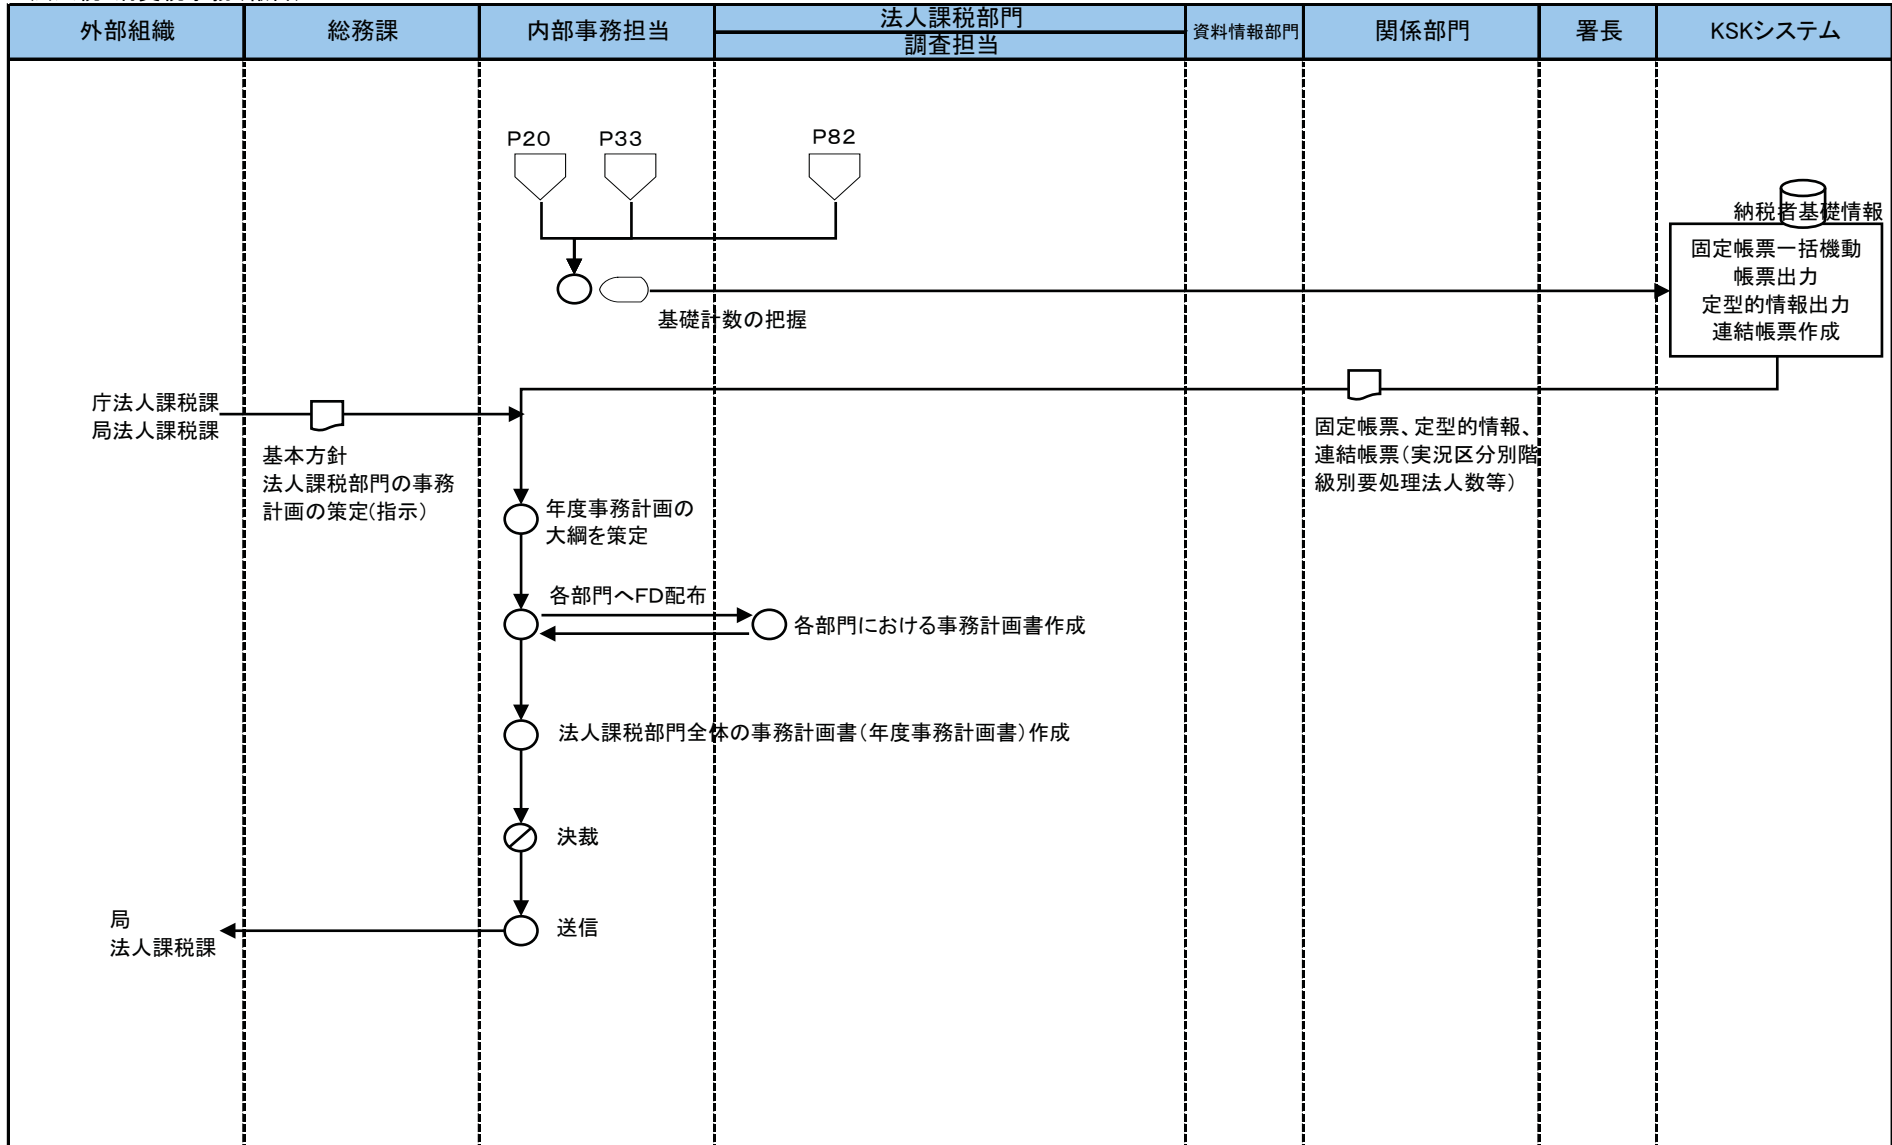 外部組織
総務課
内部事務担当
法人課税部門
調査担当
資料情報部門
関係部門
署長
KSKシステム
P20
P33
P82
納税者基礎情報
固定帳票一括機動
帳票出力
定型的情報出力
連結帳票作成
基礎計数の把握
庁法人課税課
局法人課税課
基本方針
法人課税部門の事務
計画の策定(指示)
固定帳票、定型的情報、
連結帳票(実況区分別階
級別要処理法人数等)
年度事務計画の
大綱を策定
各部門へFD配布
各部門における事務計画書作成
法人課税部門全体の事務計画書(年度事務計画書)作成
決裁
局
法人課税課
送信